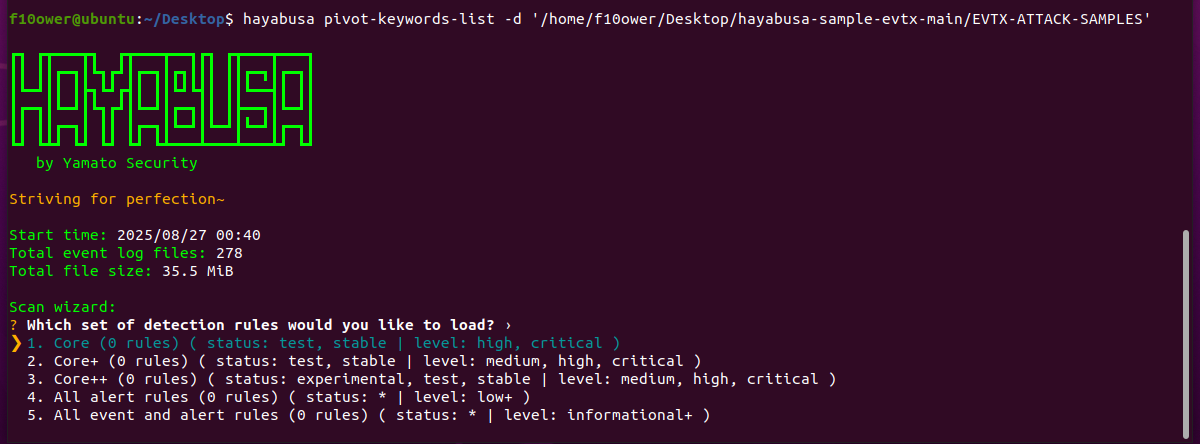 f10ower@ubuntu:~/Desktop$ hayabusa pivot-keywords-list -d '/home/f10ower/Desktop/hayabusa-sample-evtx-main/EVTX-ATTACK-SAMPLES'
HAYABUSA
by Yamato Security
Striving for perfection~
Start time: 2025/08/27 00:40
Total event log files: 278
Total file size: 35.5 MiB
Scan wizard:
? Which set of detection rules would you like to load? ›
❯ 1. Core (0 rules) ( status: test, stable | level: high, critical )
2. Core+ (0 rules) ( status: test, stable | level: medium, high, critical )
3. Core++ (0 rules) ( status: experimental, test, stable | level: medium, high, critical )
4. All alert rules (0 rules) ( status: * | level: low+ )
5. All event and alert rules (0 rules) ( status: * | level: informational+ )